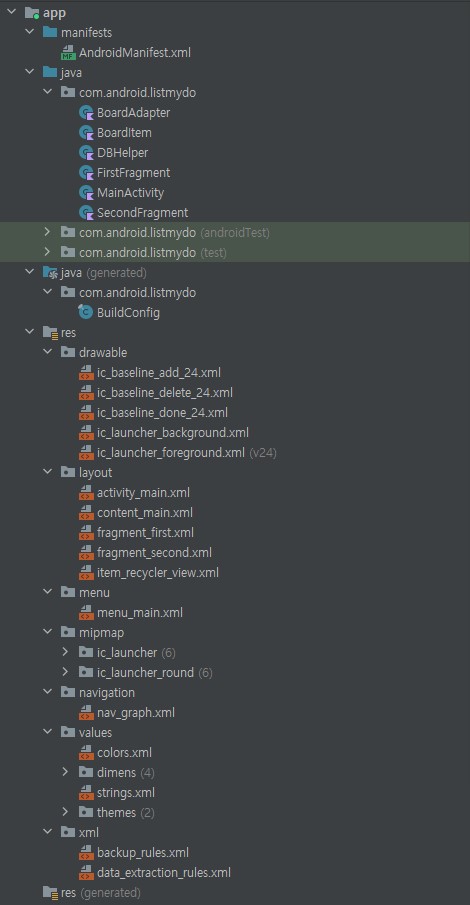 app
manifests
AndroidManifest.xml
java
com.android.listmydo
BoardAdapter
BoardItem
DBHelper
FirstFragment
MainActivity
SecondFragment
com.android.listmydo (androidTest)
com.android.listmydo (test)
java (generated)
com.android.listmydo
BuildConfig
res
drawable
ic_baseline_add_24.xml
ic_baseline_delete_24.xml
ic_baseline_done_24.xml
ic_launcher_background.xml
ic_launcher_foreground.xml (v24)
layout
activity_main.xml
content_main.xml
fragment_first.xml
fragment_second.xml
item_recycler_view.xml
menu
menu_main.xml
mipmap
ic_launcher (6)
ic_launcher_round (6)
navigation
nav_graph.xml
values
colors.xml
dimens (4)
strings.xml
themes (2)
xml
backup_rules.xml
data_extraction_rules.xml
res (generated)